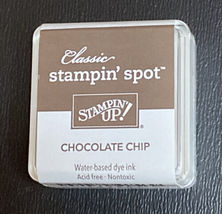 Classic
stampin' spot™
STAMPIN'
UP!®
CHOCOLATE CHIP
Water-based dye ink
Acid free · Nontoxic